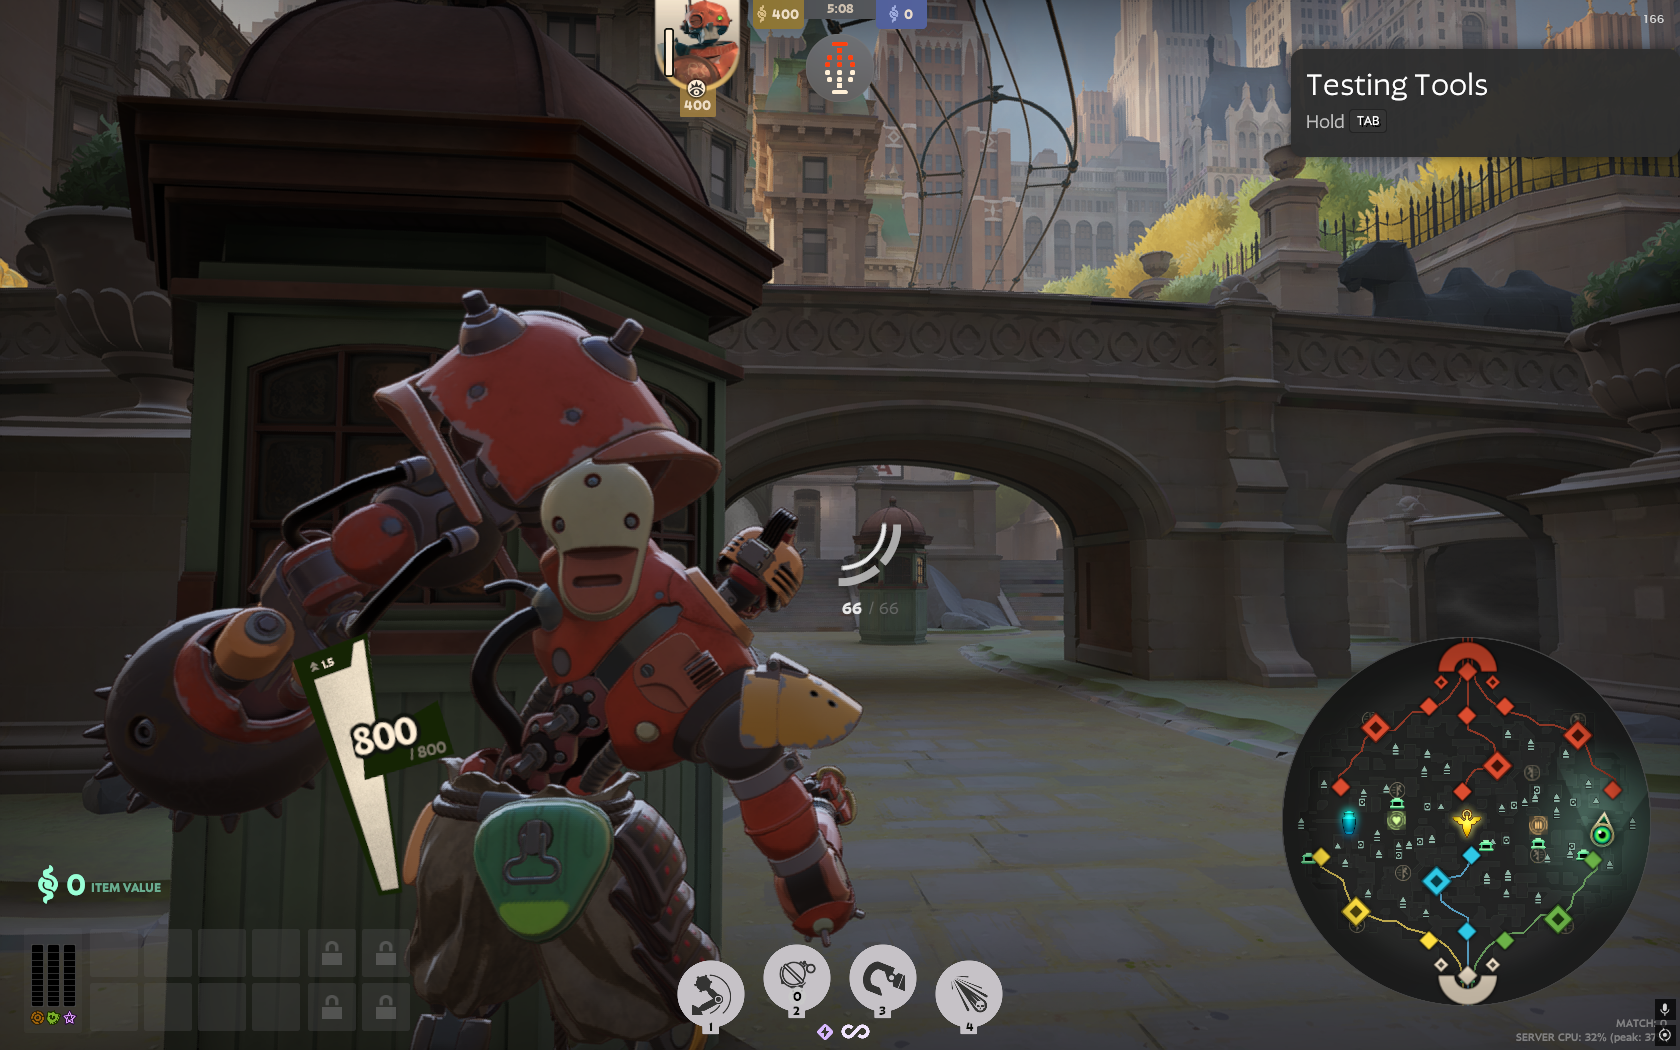 400
5:08
0
166
400
Testing Tools
Hold TAB
66 / 66
1.5
800
/ 800
0 ITEM VALUE
0
1
2
3
4
MATCH:
SERVER CPU: 32% (peak: 37